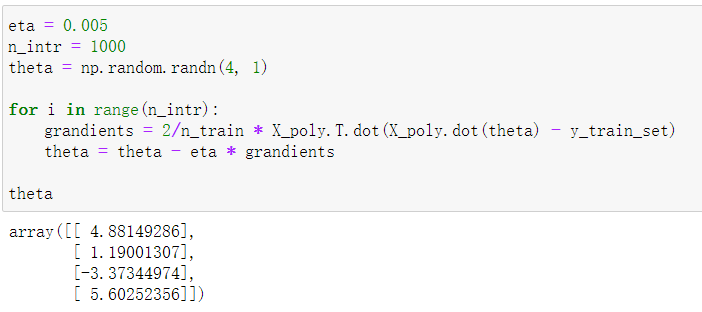 eta = 0.005
n_intr = 1000
theta = np.random.randn(4, 1)
for i in range(n_intr):
    grandients = 2/n_train * X_poly.T.dot(X_poly.dot(theta) - y_train_set)
    theta = theta - eta * grandients
theta
array([[ 4.88149286],
       [ 1.19001307],
       [-3.37344974],
       [ 5.60252356]])